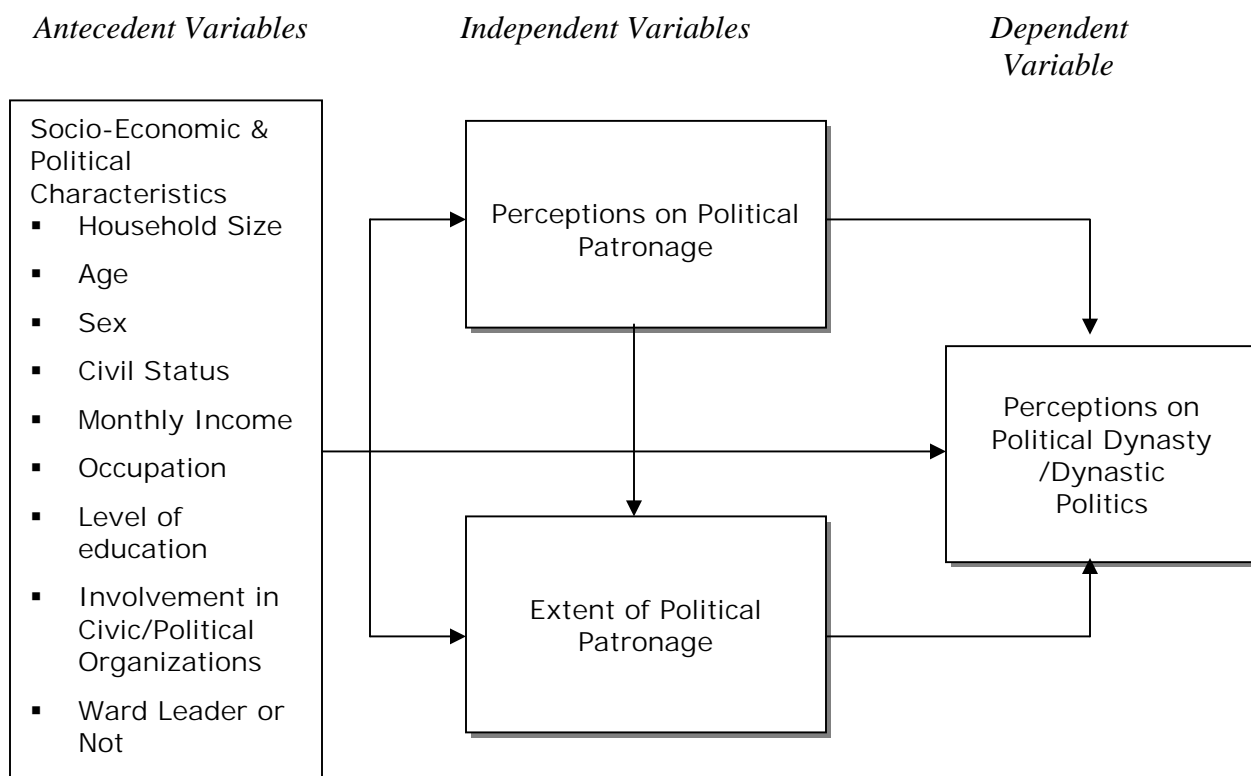 Antecedent Variables
Independent Variables
Dependent
Variable
Socio-Economic &
Political
Characteristics
▪ Household Size
▪ Age
▪ Sex
▪ Civil Status
▪ Monthly Income
▪ Occupation
▪ Level of
education
▪ Involvement in
Civic/Political
Organizations
▪ Ward Leader or
Not
Perceptions on Political
Patronage
Extent of Political
Patronage
Perceptions on
Political Dynasty
/Dynastic
Politics